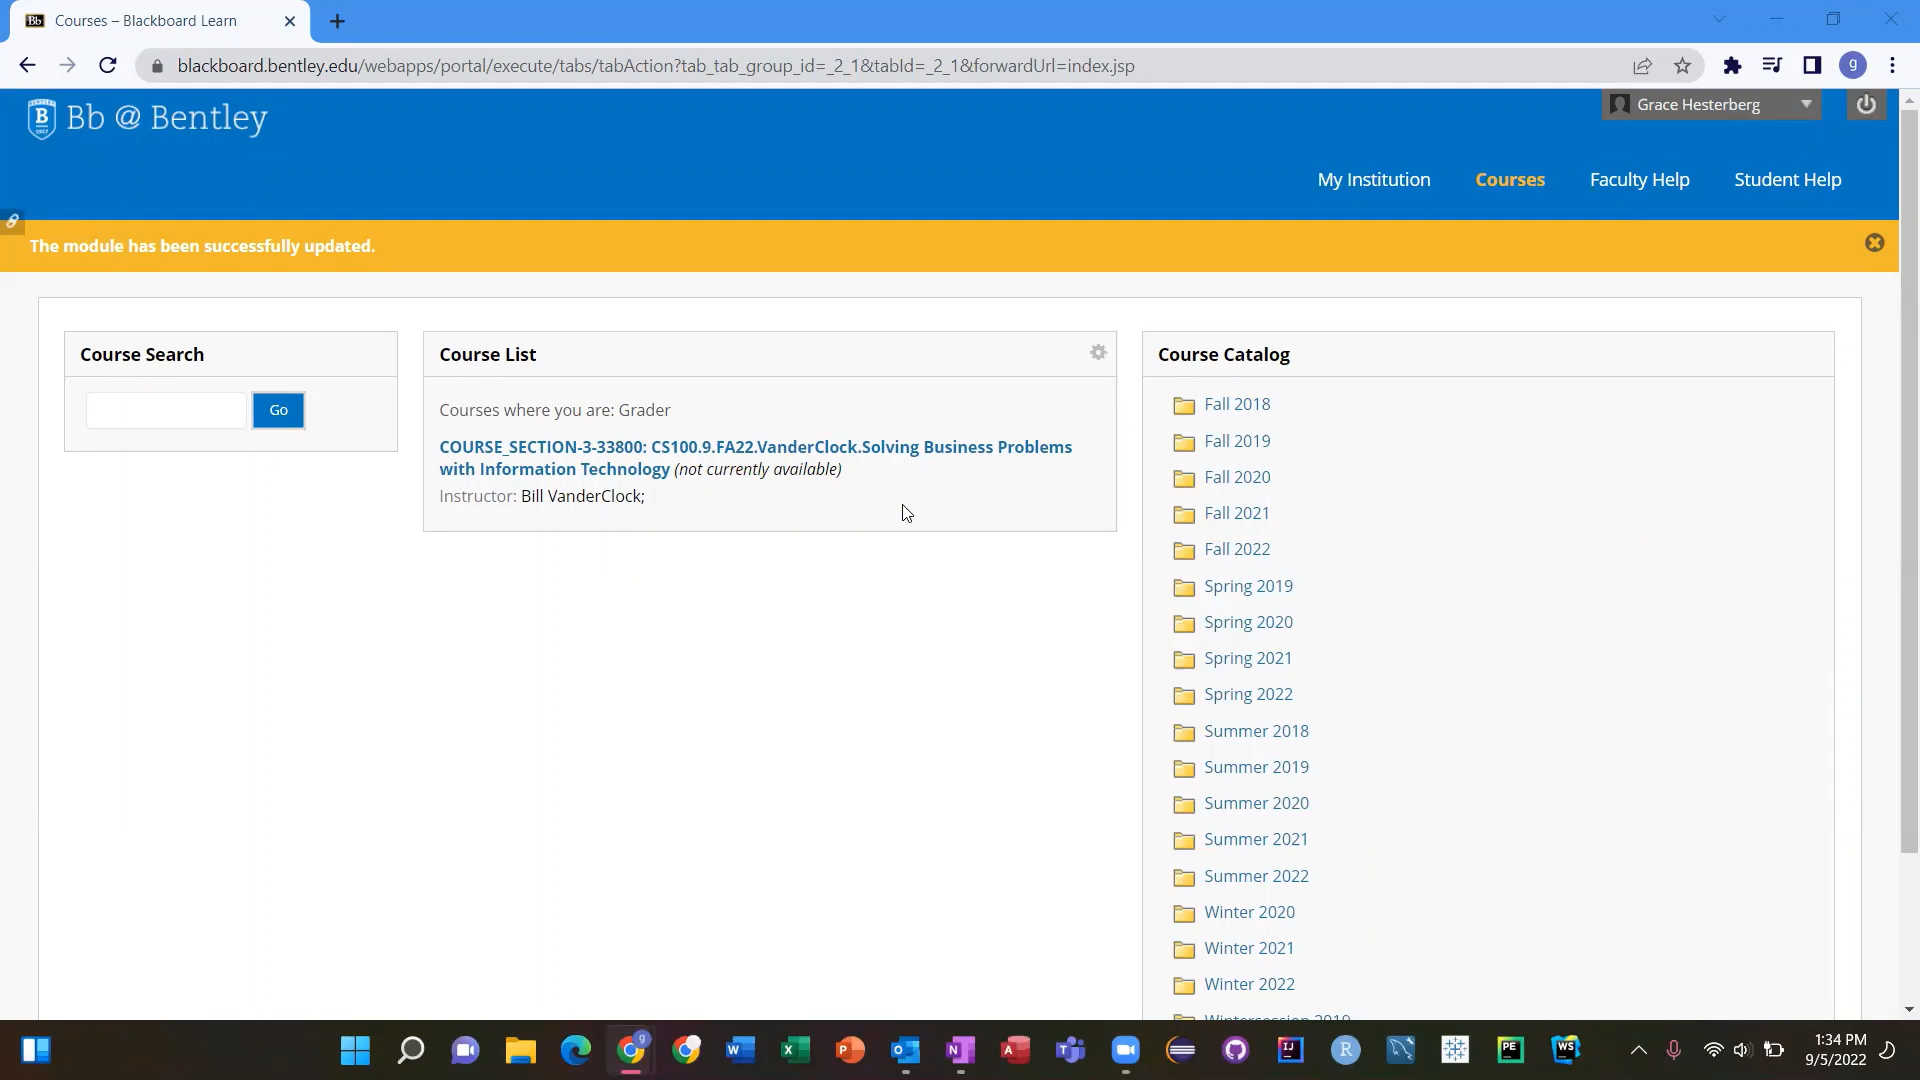 Courses – Blackboard Learn
blackboard.bentley.edu/webapps/portal/execute/tabs/tabAction?tab_tab_group_id=_2_1&tabId=_2_1&forwardUrl=index.jsp
g
Bb @ Bentley
Grace Hesterberg
My Institution
Courses
Faculty Help
Student Help
The module has been successfully updated.
Course Search
Go
Course List
Courses where you are: Grader
COURSE_SECTION-3-33800: CS100.9.FA22.VanderClock.Solving Business Problems
with Information Technology (not currently available)
Instructor: Bill VanderClock;
Course Catalog
Fall 2018
Fall 2019
Fall 2020
Fall 2021
Fall 2022
Spring 2019
Spring 2020
Spring 2021
Spring 2022
Summer 2018
Summer 2019
Summer 2020
Summer 2021
Summer 2022
Winter 2020
Winter 2021
Winter 2022
Wintersession 2019
1:34 PM
9/5/2022